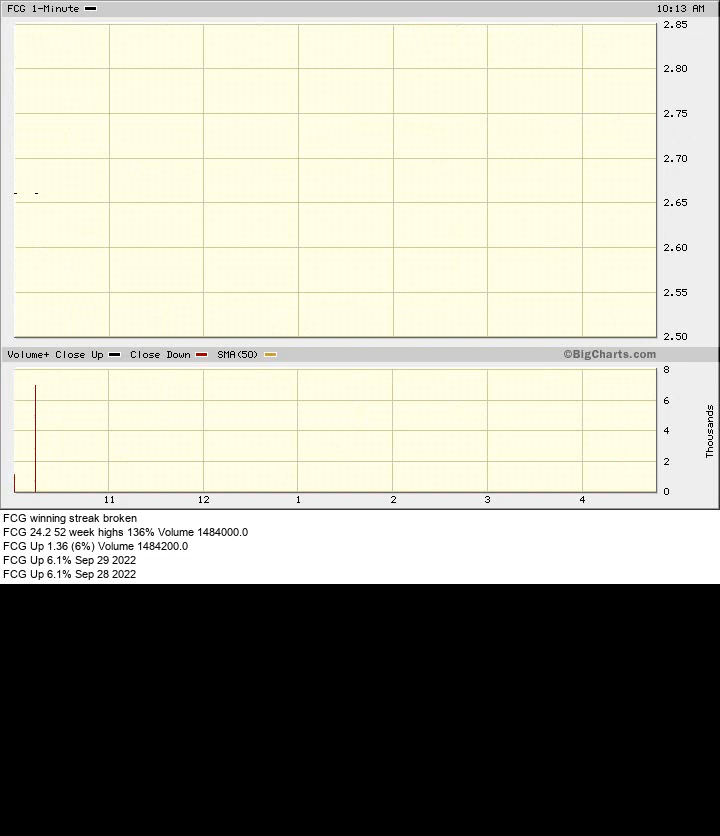 FCG 1-Minute 10:13 AM
2.85
2.80
2.75
2.70
2.65
2.60
2.55
2.50
Volume+ Close Up Close Down SMA(50) ©BigCharts.com
8
6
4
2
0
Thousands
11 12 1 2 3 4
FCG winning streak broken
FCG 24.2 52 week highs 136% Volume 1484000.0
FCG Up 1.36 (6%) Volume 1484200.0
FCG Up 6.1% Sep 29 2022
FCG Up 6.1% Sep 28 2022